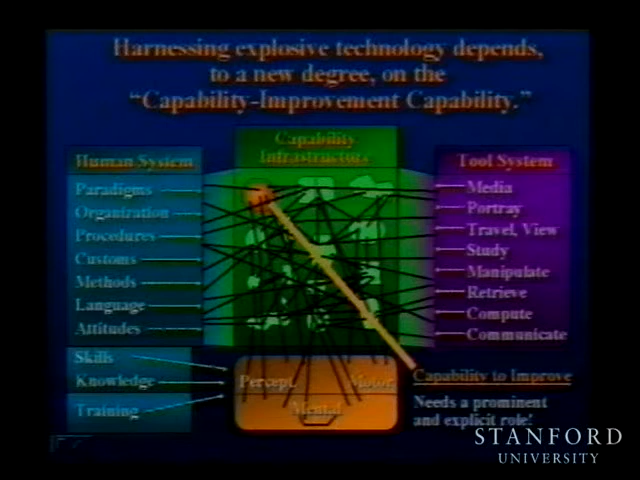 Harnessing explosive technology depends,
to a new degree, on the
“Capability-Improvement Capability.”
Capability
Infrastructure
Human System
Paradigms
Organization
Procedures
Customs
Methods
Language
Attitudes
Skills
Knowledge
Training
Tool System
Media
Portray
Travel, View
Study
Manipulate
Retrieve
Compute
Communicate
Percept. Motor
Mental
Capability to Improve
Needs a prominent
and explicit role!
STANFORD
UNIVERSITY